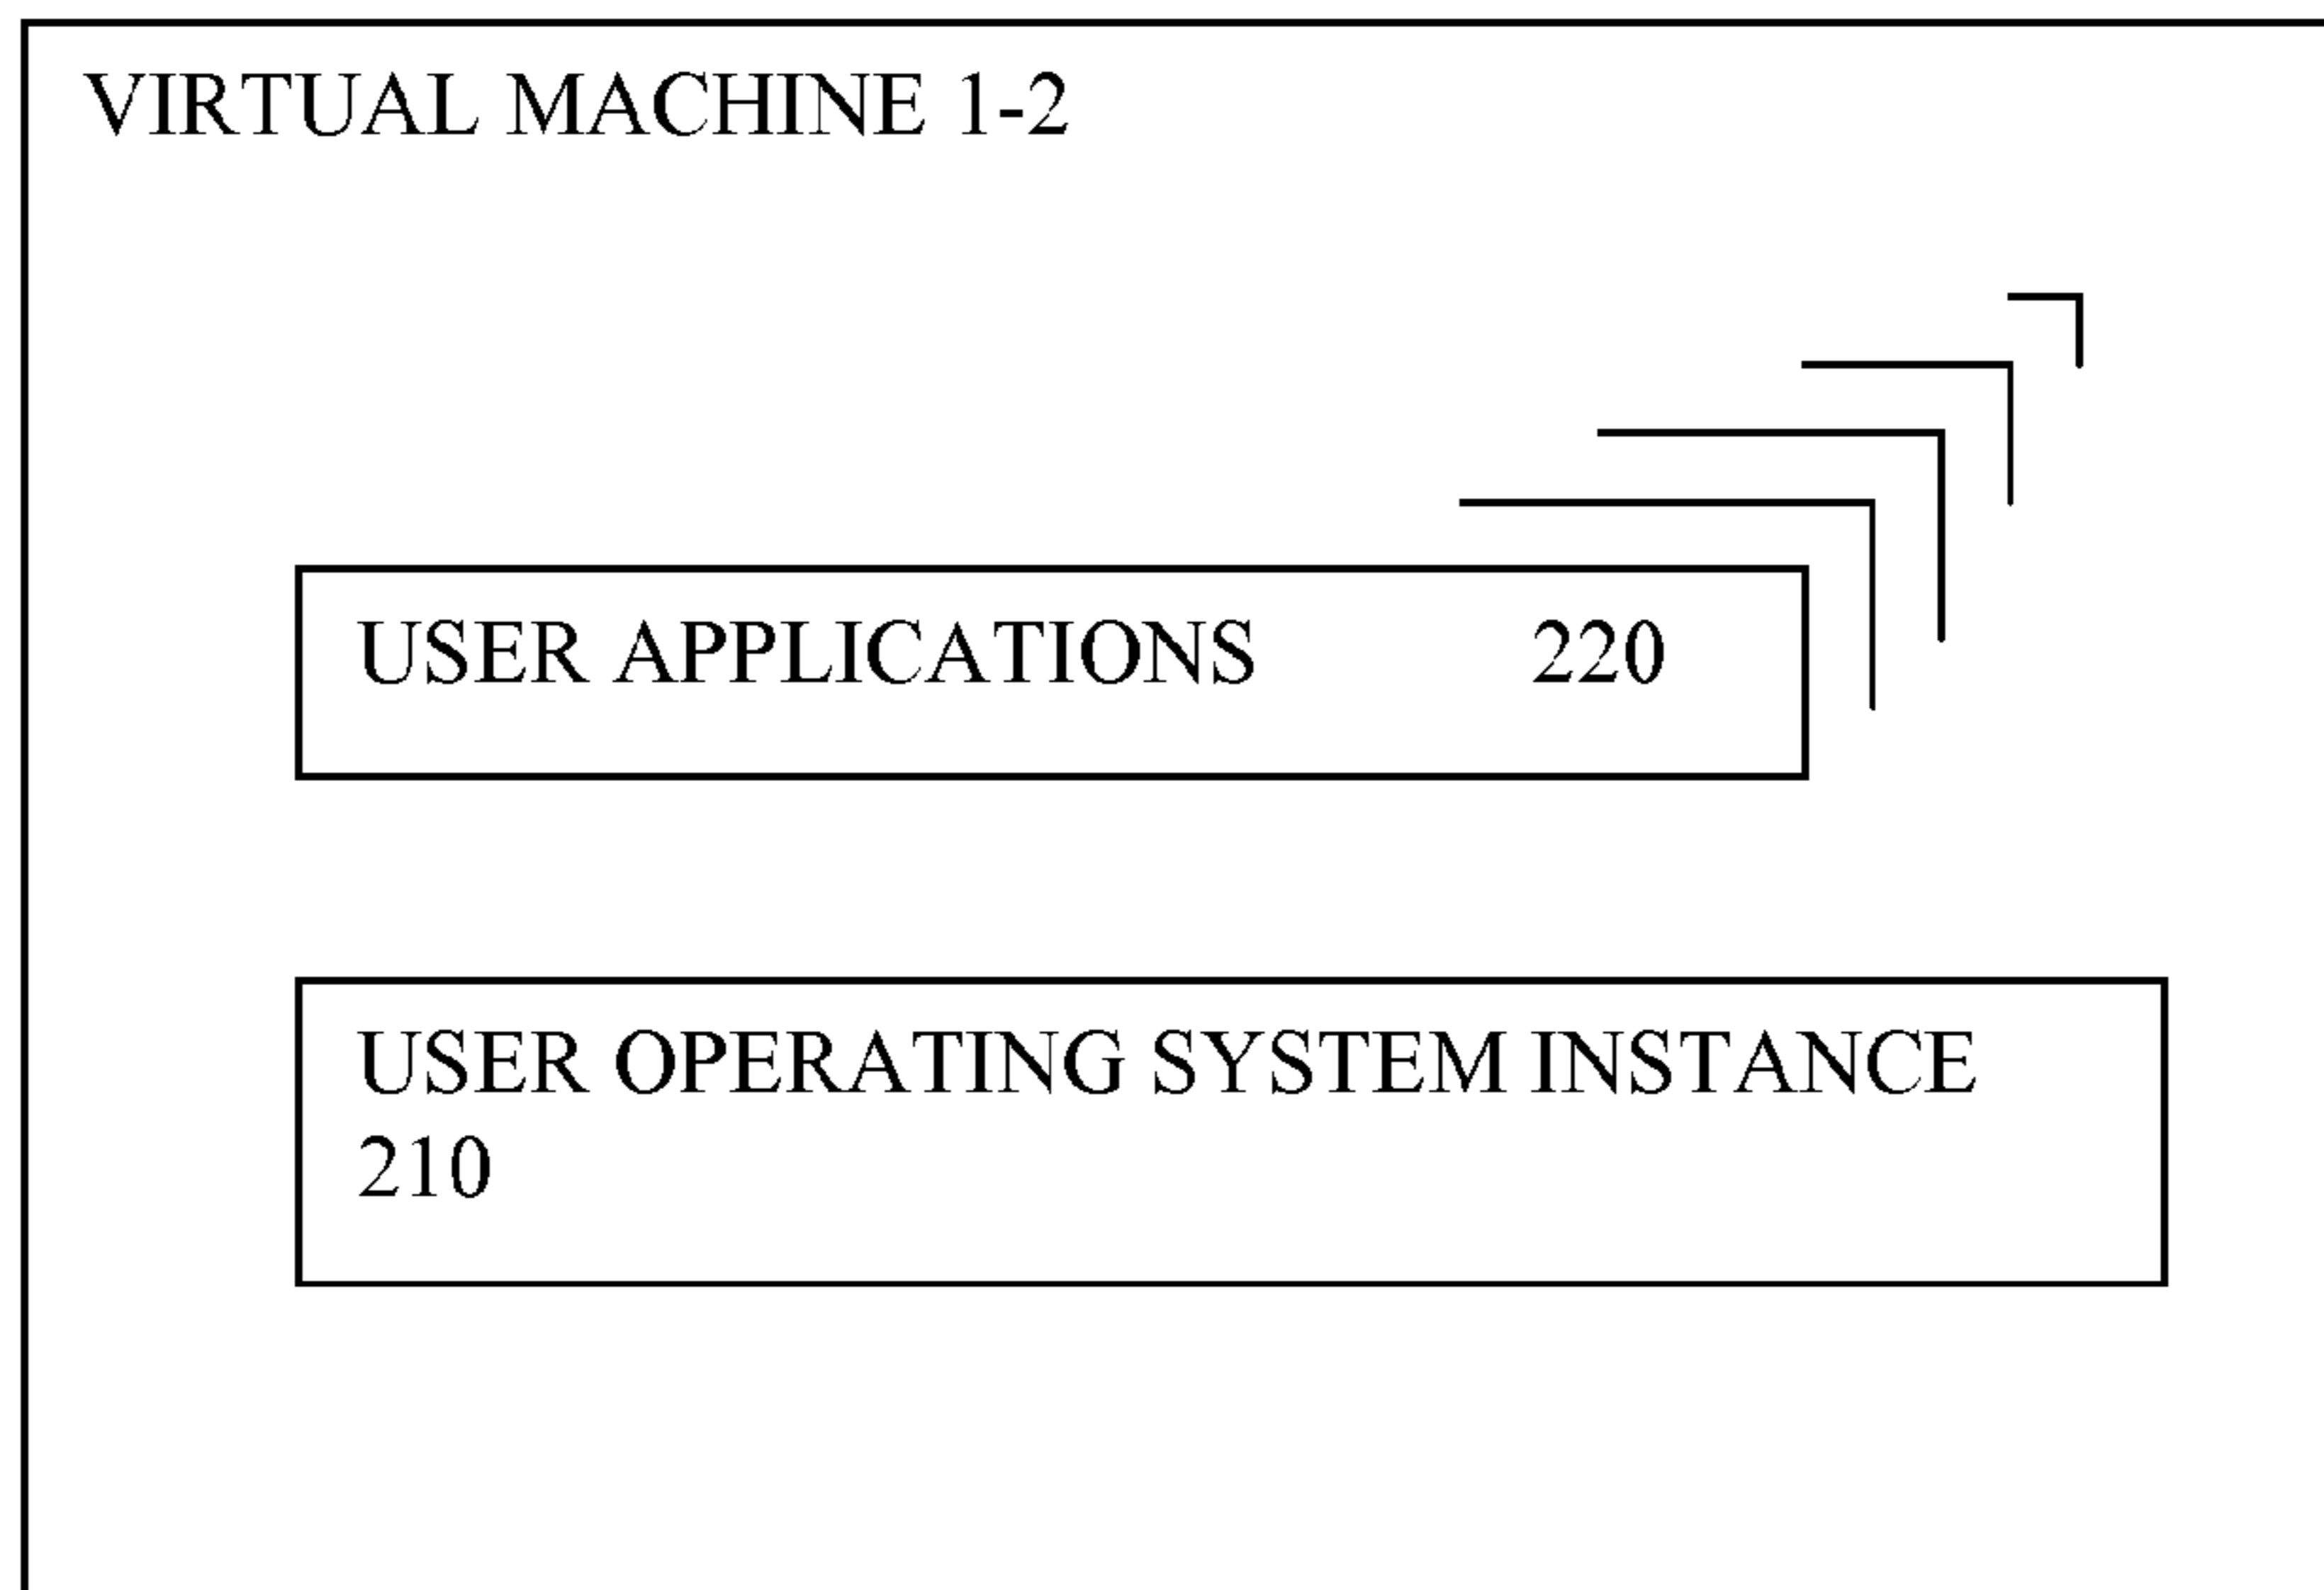 VIRTUAL MACHINE 1-2
USER APPLICATIONS 220
USER OPERATING SYSTEM INSTANCE
210